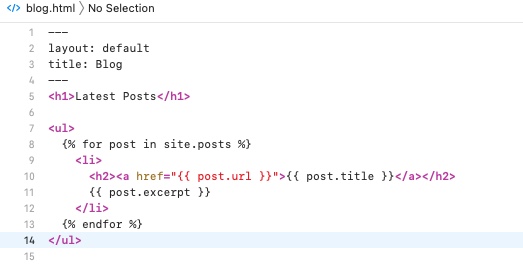 </> blog.html 〉 No Selection
1 ---
2 layout: default
3 title: Blog
4 ---
5 <h1>Latest Posts</h1>
6
7 <ul>
8   {% for post in site.posts %}
9     <li>
10       <h2><a href="{{ post.url }}">{{ post.title }}</a></h2>
11       {{ post.excerpt }}
12     </li>
13   {% endfor %}
14 </ul>
15